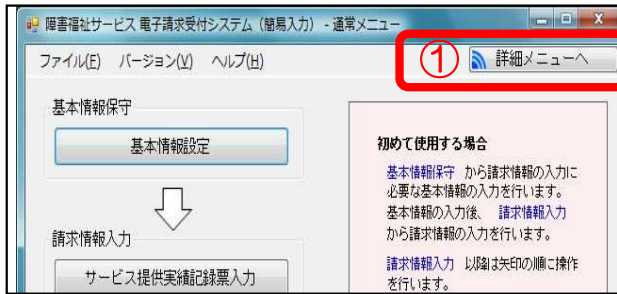 障害福祉サービス 電子請求受付システム（簡易入力） - 通常メニュー
ファイル(F) バージョン(V) ヘルプ(H)
① 詳細メニューへ
基本情報保守
基本情報設定
請求情報入力
サービス提供実績記録票入力
初めて使用する場合
基本情報保守 から請求情報の入力に
必要な基本情報の入力を行います。
基本情報の入力後、 請求情報入力
から請求情報の入力を行います。
請求情報入力 以降は矢印の順に操作
を行います。